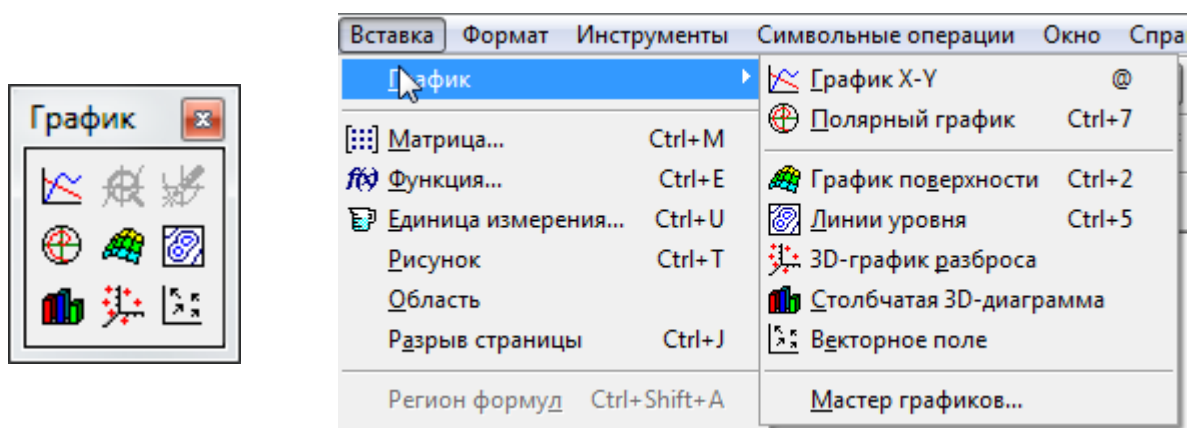 График
Вставка Формат Инструменты Символьные операции Окно Спра
График
Матрица... Ctrl+M
Функция... Ctrl+E
Единица измерения... Ctrl+U
Рисунок Ctrl+T
Область
Разрыв страницы Ctrl+J
Регион формул Ctrl+Shift+A
График X-Y @
Полярный график Ctrl+7
График поверхности Ctrl+2
Линии уровня Ctrl+5
3D-график разброса
Столбчатая 3D-диаграмма
Векторное поле
Мастер графиков...